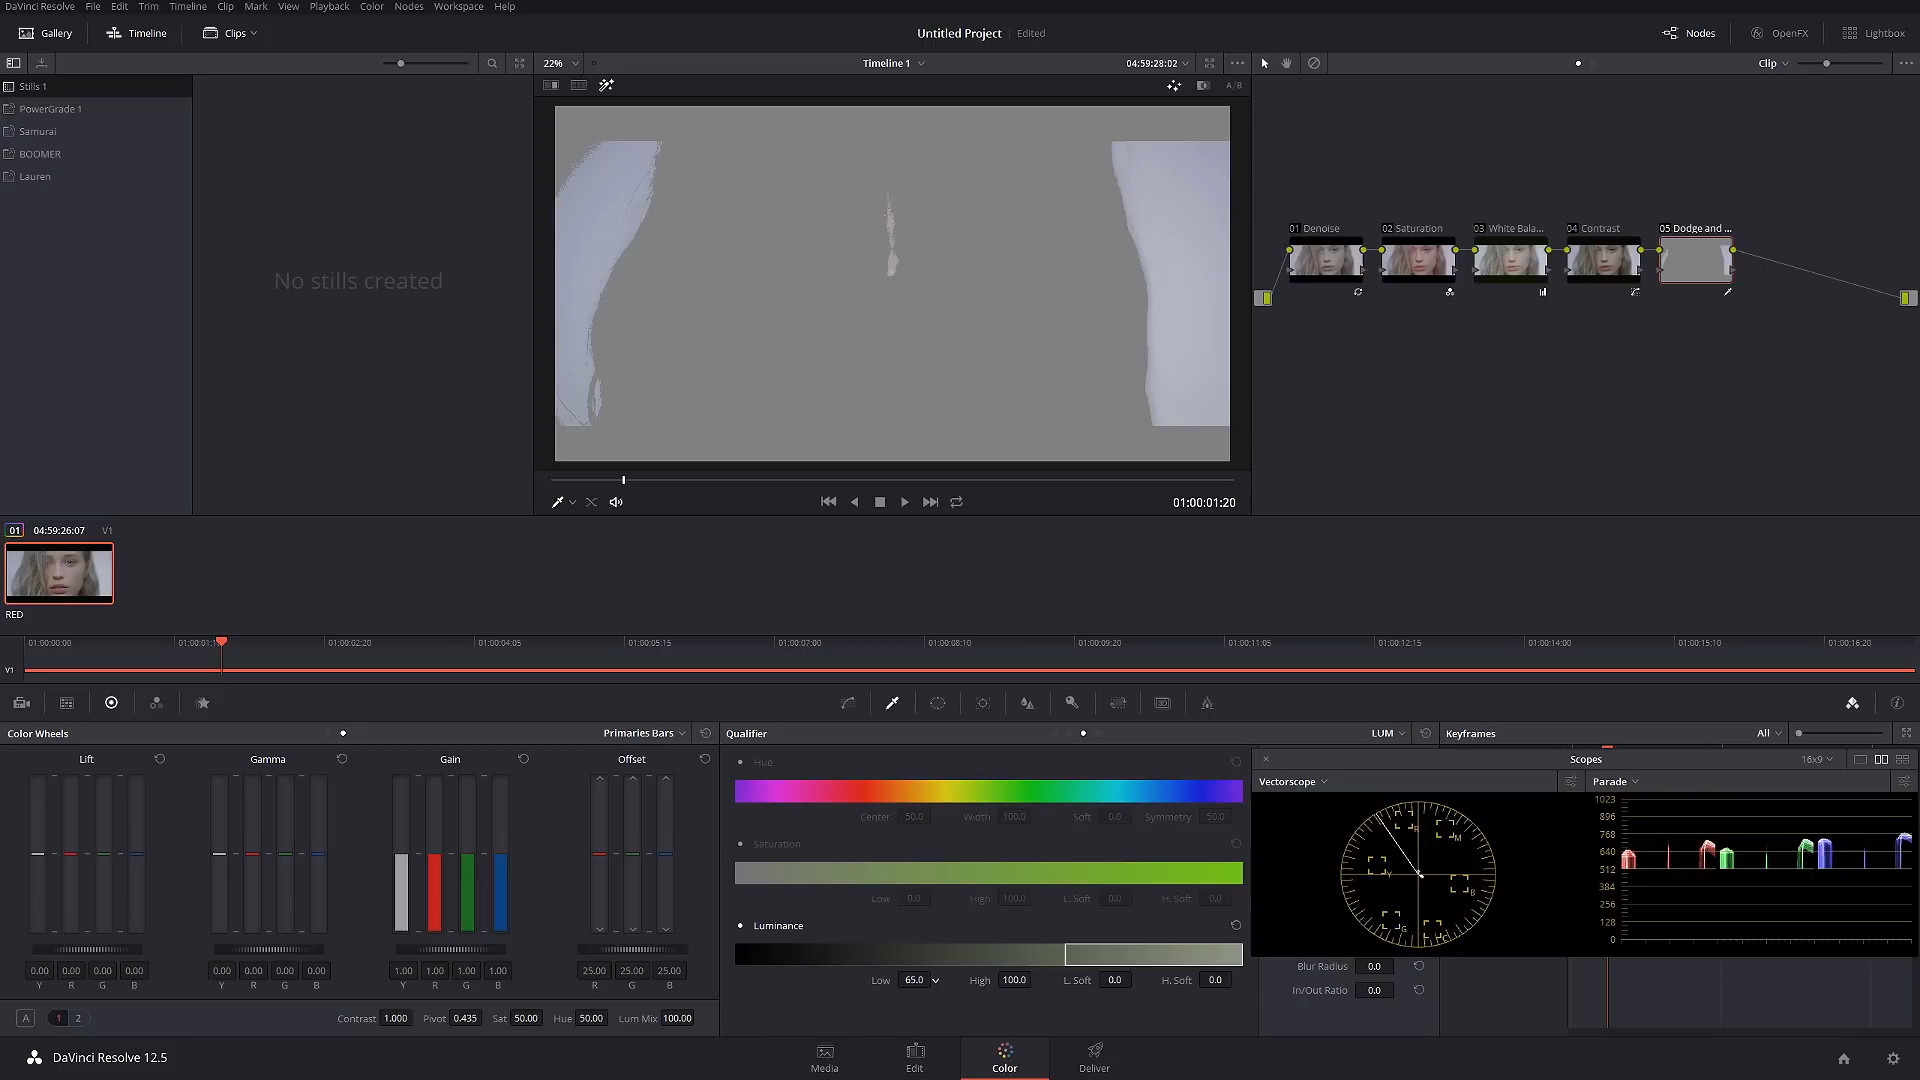 DaVinci Resolve File Edit Trim Timeline Clip Mark View Playback Color Nodes Workspace Help
Gallery Timeline Clips Untitled Project Edited Nodes OpenFX Lightbox
22% Timeline 1 04:59:28:02 Clip
Stills 1
A/B
PowerGrade 1
Samurai
BOOMER
Lauren
No stills created
01 Denoise 02 Saturation 03 White Bala... 04 Contrast 05 Dodge and ...
01:00:01:20
01 04:59:26:07 V1
RED
01:00:00:00 01:00:02:20 01:00:04:05 01:00:05:15 01:00:07:00 01:00:08:10 01:00:09:20 01:00:11:05 01:00:12:15 01:00:14:00 01:00:15:10 01:00:16:20
V1
3D
Color Wheels Primaries Bars Qualifier LUM Keyframes All
Lift Gamma Gain Offset
Hue
Scopes 16x9
Vectorscope Parade
Center 50.0 Width 100.0 Soft 0.0 Symmetry 50.0
Saturation
Low 0.0 High 100.0 L. Soft 0.0 H. Soft 0.0
Luminance
Low 65.0 High 100.0 L. Soft 0.0 H. Soft 0.0
R M Y B G C
1023
896
768
640
512
384
256
128
0
0.00 0.00 0.00 0.00 0.00 0.00 0.00 0.00 1.00 1.00 1.00 1.00 25.00 25.00 25.00
Y R G B Y R G B Y R G B R G B
Blur Radius 0.0
In/Out Ratio 0.0
A 1 2 Contrast 1.000 Pivot 0.435 Sat 50.00 Hue 50.00 Lum Mix 100.00
DaVinci Resolve 12.5
Media Edit Color Deliver